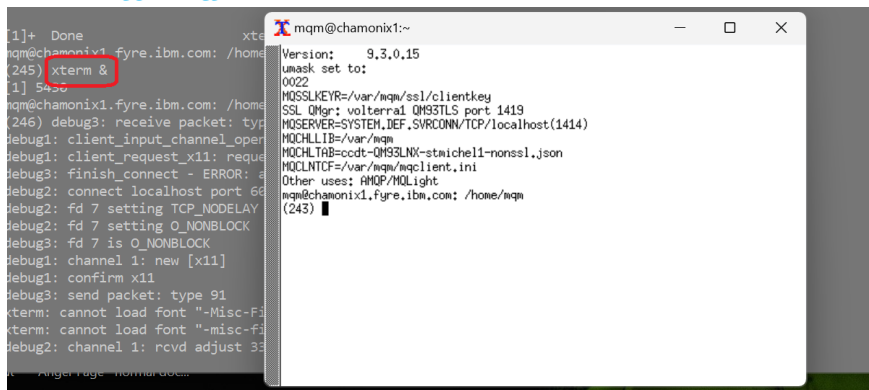 [1]+ Done xte
mqm@chamonix1.fyre.ibm.com: /home
(245) xterm &
[1] 5430
mqm@chamonix1.fyre.ibm.com: /home
(246) debug3: receive packet: typ
debug1: client_input_channel_oper
debug1: client_request_x11: reque
debug3: finish_connect - ERROR: a
debug2: connect localhost port 60
debug2: fd 7 setting TCP_NODELAY
debug2: fd 7 setting O_NONBLOCK
debug3: fd 7 is O_NONBLOCK
debug1: channel 1: new [x11]
debug1: confirm x11
debug3: send packet: type 91
xterm: cannot load font "-Misc-Fi
xterm: cannot load font "-misc-fi
debug2: channel 1: rcvd adjust 33
mqm@chamonix1:~
Version: 9.3.0.15
umask set to:
0022
MQSSLKEYR=/var/mqm/ssl/clientkey
SSL QMgr: volterra1 QM93TLS port 1419
MQSERVER=SYSTEM.DEF.SVRCONN/TCP/localhost(1414)
MQCHLLIB=/var/mqm
MQCHLTAB=ccdt-QM93LNX-stmichel1-nonssl.json
MQCLNTCF=/var/mqm/mqclient.ini
Other uses: AMQP/MQLight
mqm@chamonix1.fyre.ibm.com: /home/mqm
(243)